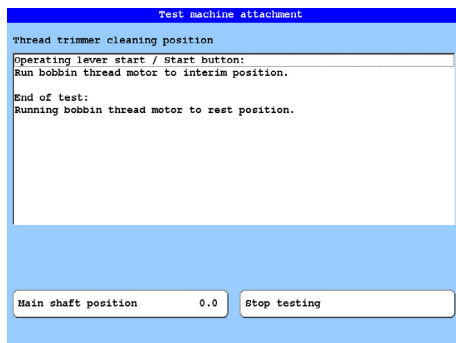 Test machine attachment
Thread trimmer cleaning position
Operating lever start / Start button:
Run bobbin thread motor to interim position.
End of test:
Running bobbin thread motor to rest position.
Main shaft position 0.0 Stop testing